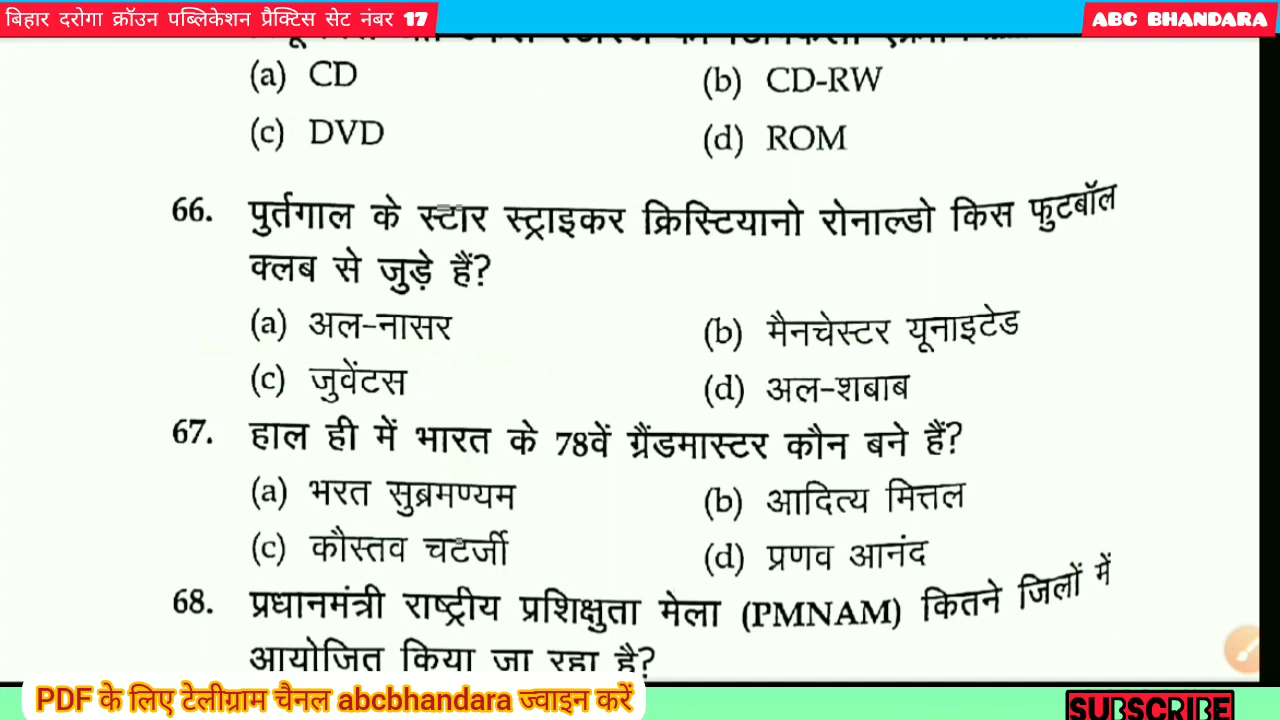 बिहार दरोगा क्रॉउन पब्लिकेशन प्रैक्टिस सेट नंबर 17
ABC BHANDARA
(a) CD (b) CD-RW
(c) DVD (d) ROM
66. पुर्तगाल के स्टार स्ट्राइकर क्रिस्टियानो रोनाल्डो किस फुटबॉल
क्लब से जुड़े हैं?
(a) अल-नासर (b) मैनचेस्टर यूनाइटेड
(c) जुवेंटस (d) अल-शबाब
67. हाल ही में भारत के 78वें ग्रैंडमास्टर कौन बने हैं?
(a) भरत सुब्रमण्यम (b) आदित्य मित्तल
(c) कौस्तव चटर्जी (d) प्रणव आनंद
68. प्रधानमंत्री राष्ट्रीय प्रशिक्षुता मेला (PMNAM) कितने जिलों में
आयोजित किया जा रहा है?
PDF के लिए टेलीग्राम चैनल abcbhandara ज्वाइन करें
SUBSCRIBE